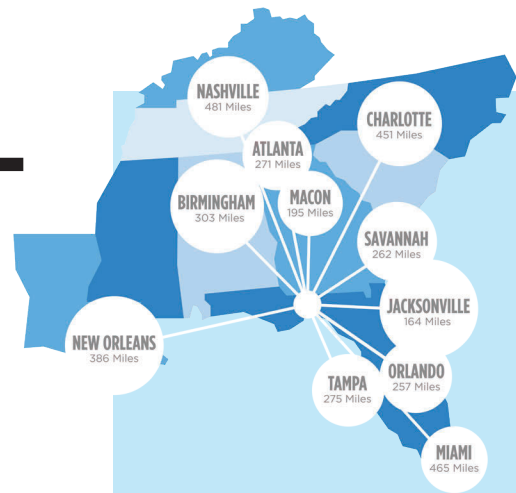 NASHVILLE
481 Miles
CHARLOTTE
451 Miles
ATLANTA
271 Miles
MACON
195 Miles
BIRMINGHAM
303 Miles
SAVANNAH
262 Miles
JACKSONVILLE
164 Miles
NEW ORLEANS
386 Miles
ORLANDO
257 Miles
TAMPA
275 Miles
MIAMI
465 Miles